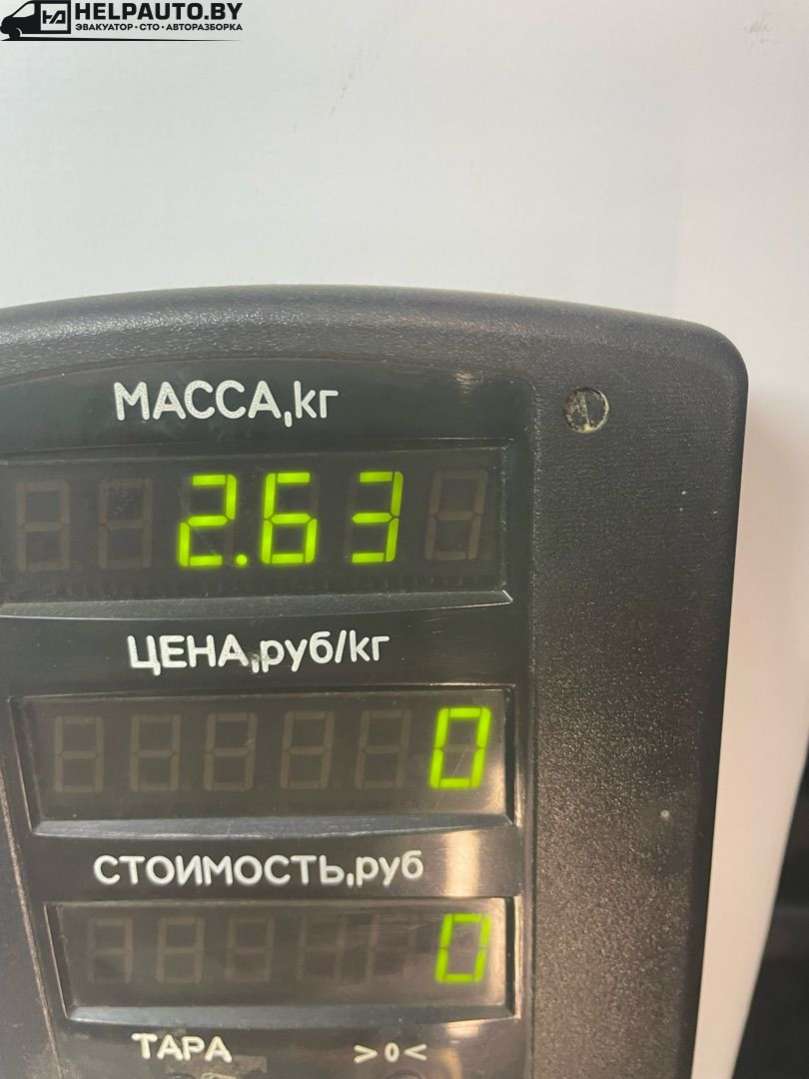 HELPAUTO.BY
ЭВАКУАТОР • СТО • АВТОРАЗБОРКА
МАССА,кг
2.63
ЦЕНА,руб/кг
0
СТОИМОСТЬ,руб
0
ТАРА >0<